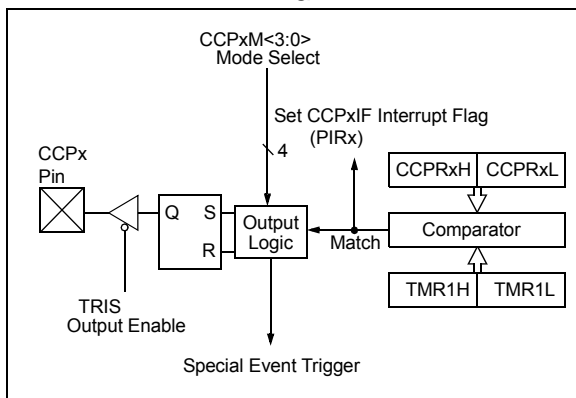 CCPxM<3:0>
Mode Select
Set CCPxIF Interrupt Flag
(PIRx)
4
CCPx
Pin
CCPRxH CCPRxL
Q S
R
Output
Logic
Match
Comparator
TMR1H TMR1L
TRIS
Output Enable
Special Event Trigger